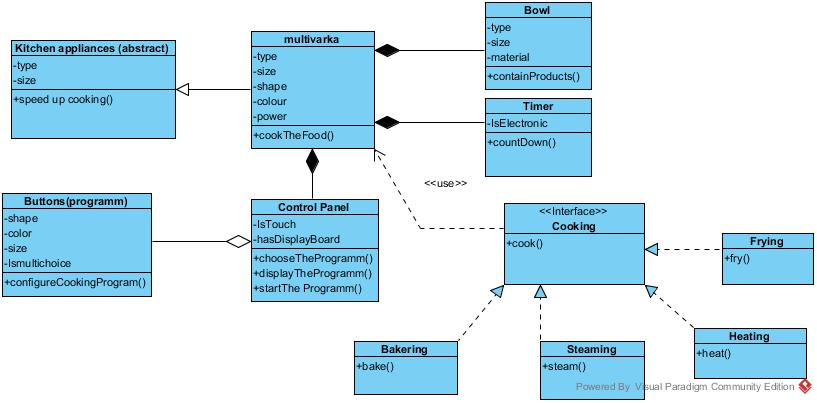 Kitchen appliances (abstract)
-type
-size
+speed up cooking()
multivarka
-type
-size
-shape
-colour
-power
+cookTheFood()
Bowl
-type
-size
-material
+containProducts()
Timer
-IsElectronic
+countDown()
Buttons(programm)
-shape
-color
-size
-Ismultichoice
+configureCookingProgram()
Control Panel
-IsTouch
-hasDisplayBoard
+chooseTheProgramm()
+displayTheProgramm()
+startThe Programm()
<<use>>
<<Interface>>
Cooking
+cook()
Frying
+fry()
Bakering
+bake()
Steaming
+steam()
Heating
+heat()
Powered By Visual Paradigm Community Edition